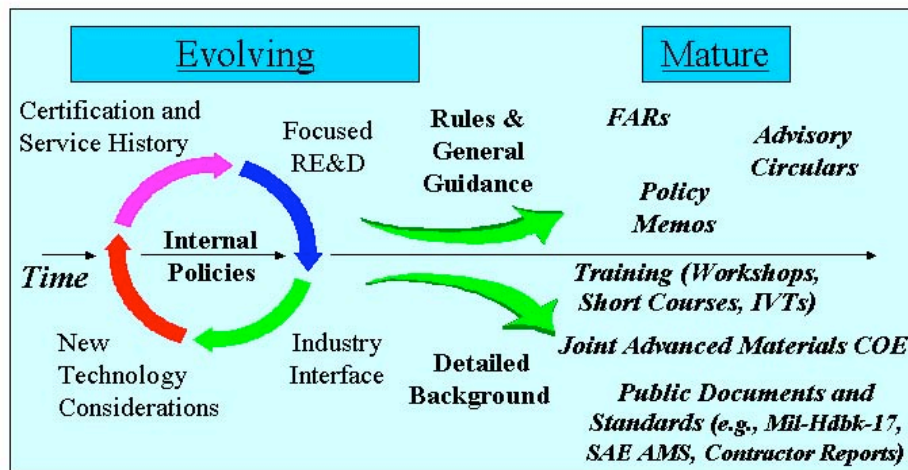 Evolving
Mature
Certification and
Service History
Focused
RE&D
Rules &
General
Guidance
FARs
Advisory
Circulars
Policy
Memos
Time
Internal
Policies
Training (Workshops,
Short Courses, IVTs)
New
Technology
Considerations
Industry
Interface
Detailed
Background
Joint Advanced Materials COE
Public Documents and
Standards (e.g., Mil-Hdbk-17,
SAE AMS, Contractor Reports)